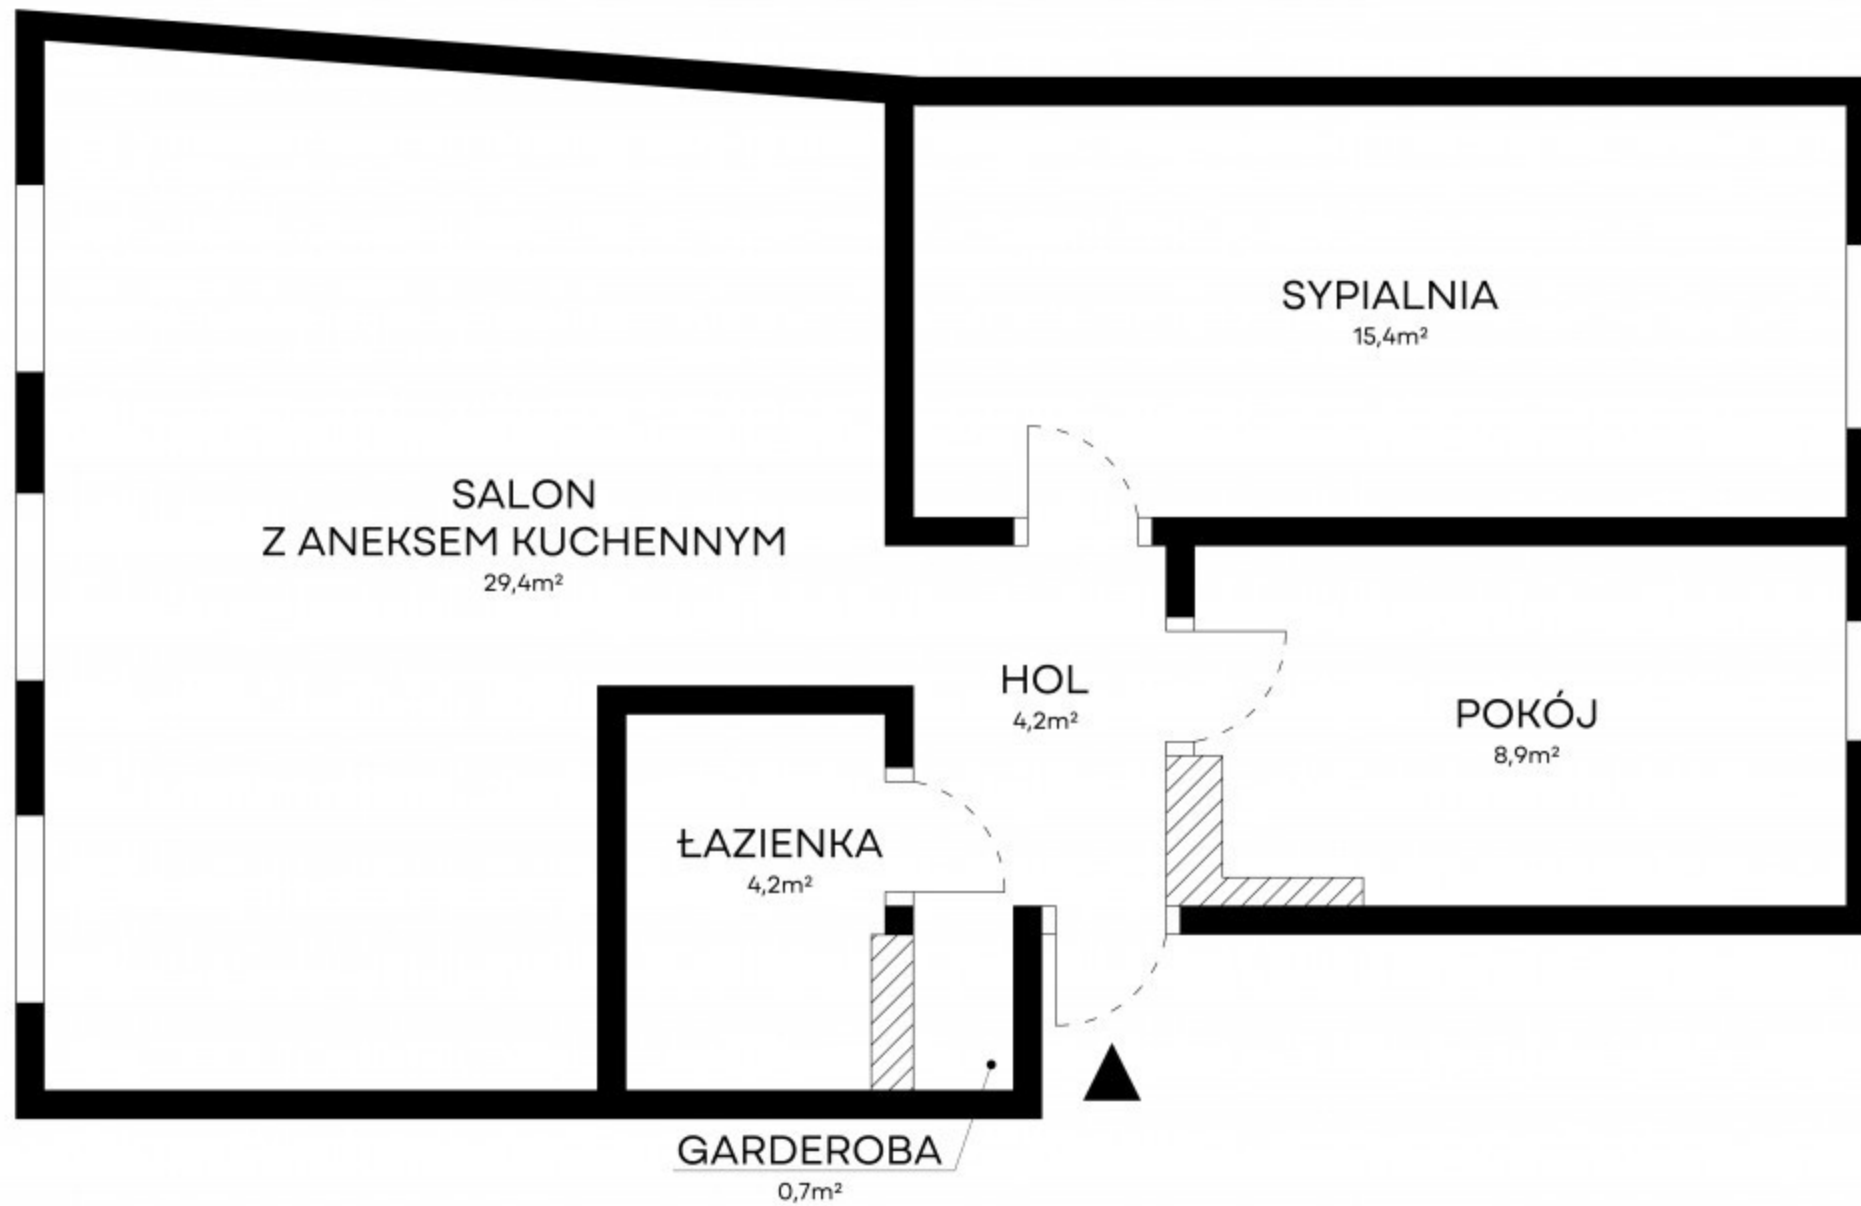 SYPIALNIA
15,4m²
SALON
Z ANEKSEM KUCHENNYM
29,4m²
HOL
4,2m²
POKÓJ
8,9m²
ŁAZIENKA
4,2m²
GARDEROBA
0,7m²